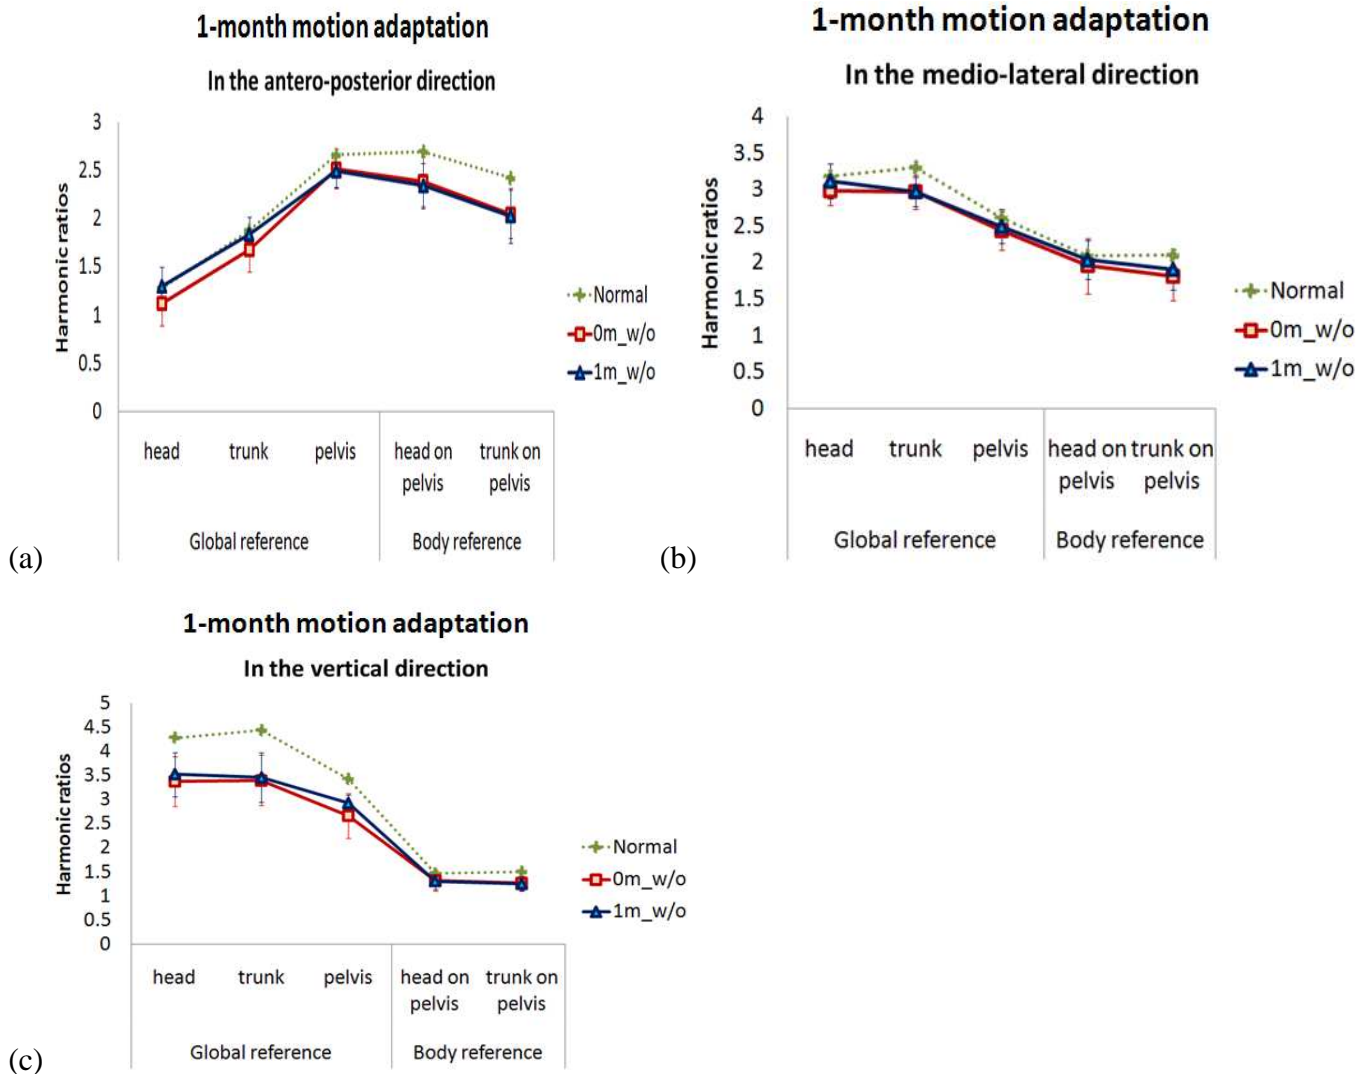 1-month motion adaptation
In the antero-posterior direction
3
2.5
2
1.5
1
0.5
0
Harmonic ratios
Normal
0m_w/o
1m_w/o
head trunk pelvis head on trunk on
pelvis pelvis
Global reference Body reference
(a)
1-month motion adaptation
In the medio-lateral direction
4
3.5
3
2.5
2
1.5
1
0.5
0
Harmonic ratios
Normal
0m_w/o
1m_w/o
head trunk pelvis head on trunk on
pelvis pelvis
Global reference Body reference
(b)
1-month motion adaptation
In the vertical direction
5
4.5
4
3.5
3
2.5
2
1.5
1
0.5
0
Harmonic ratios
Normal
0m_w/o
1m_w/o
head trunk pelvis head on trunk on
pelvis pelvis
Global reference Body reference
(c)